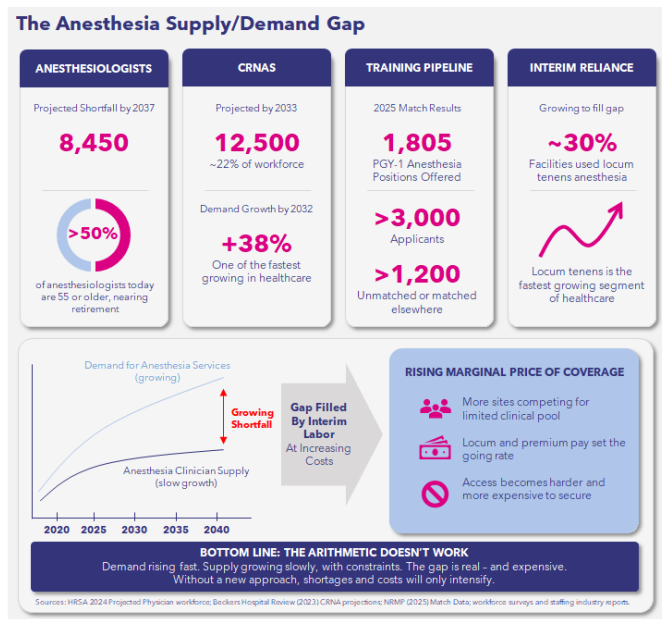 The Anesthesia Supply/Demand Gap
ANESTHESIOLOGISTS
Projected Shortfall by 2037
8,450
>50%
of anesthesiologists today
are 55 or older, nearing
retirement
CRNAS
Projected by 2033
12,500
~22% of workforce
Demand Growth by 2032
+38%
One of the fastest
growing in healthcare
TRAINING PIPELINE
2025 Match Results
1,805
PGY-1 Anesthesia
Positions Offered
>3,000
Applicants
>1,200
Unmatched or matched
elsewhere
INTERIM RELIANCE
Growing to fill gap
~30%
Facilities used locum
tenens anesthesia
Locum tenens is the
fastest growing segment
of healthcare
Demand for Anesthesia Services
(growing)
Growing
Shortfall
Anesthesia Clinician Supply
(slow growth)
2020 2025 2030 2035 2040
Gap Filled
By Interim
Labor
At Increasing
Costs
RISING MARGINAL PRICE OF COVERAGE
More sites competing for
limited clinical pool
Locum and premium pay set the
going rate
Access becomes harder and
more expensive to secure
BOTTOM LINE: THE ARITHMETIC DOESN'T WORK
Demand rising fast. Supply growing slowly, with constraints. The gap is real – and expensive.
Without a new approach, shortages and costs will only intensify.
Sources: HRSA 2024 Projected Physician workforce; Beckers Hospital Review (2023) CRNA projections; NRMP (2025) Match Data; workforce surveys and staffing industry reports.